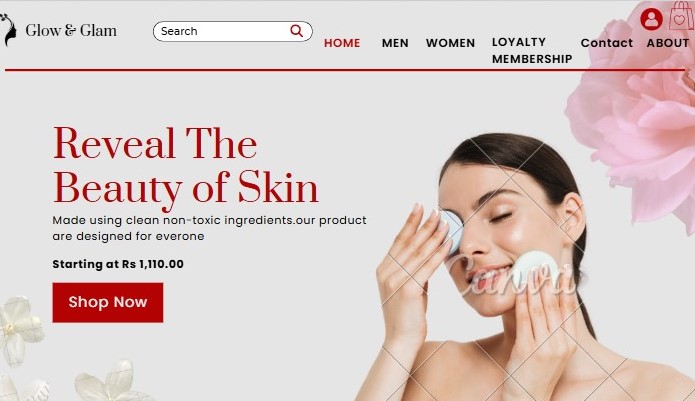 Glow & Glam
Search
HOME
MEN
WOMEN
LOYALTY
MEMBERSHIP
Contact
ABOUT
Reveal The
Beauty of Skin
Made using clean non-toxic ingredients.our product
are designed for everone
Starting at Rs 1,110.00
Shop Now
Canva